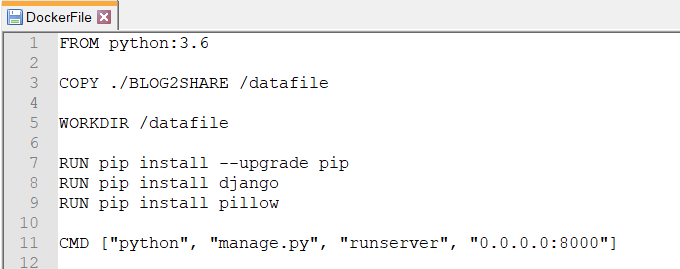 DockerFile
1 FROM python:3.6
2
3 COPY ./BLOG2SHARE /datafile
4
5 WORKDIR /datafile
6
7 RUN pip install --upgrade pip
8 RUN pip install django
9 RUN pip install pillow
10
11 CMD ["python", "manage.py", "runserver", "0.0.0.0:8000"]
12